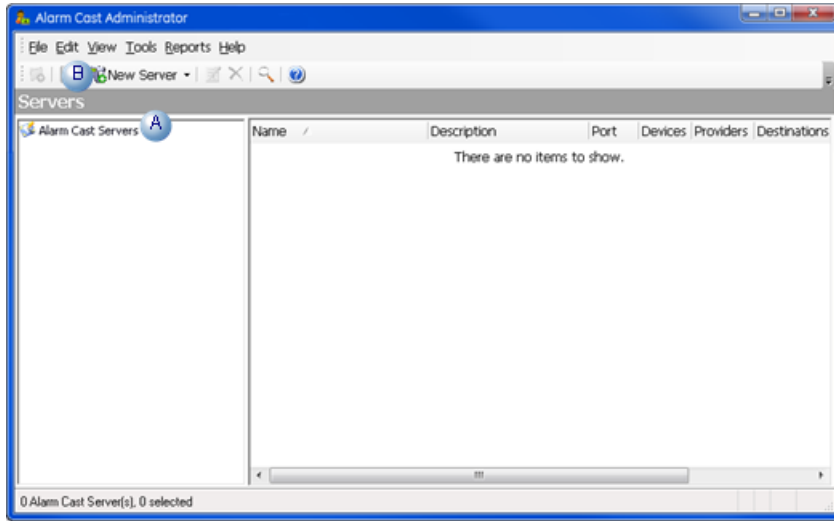 Alarm Cast Administrator
File Edit View Tools Reports Help
B New Server
Servers
Alarm Cast Servers A
Name Description Port Devices Providers Destinations
There are no items to show.
0 Alarm Cast Server(s), 0 selected